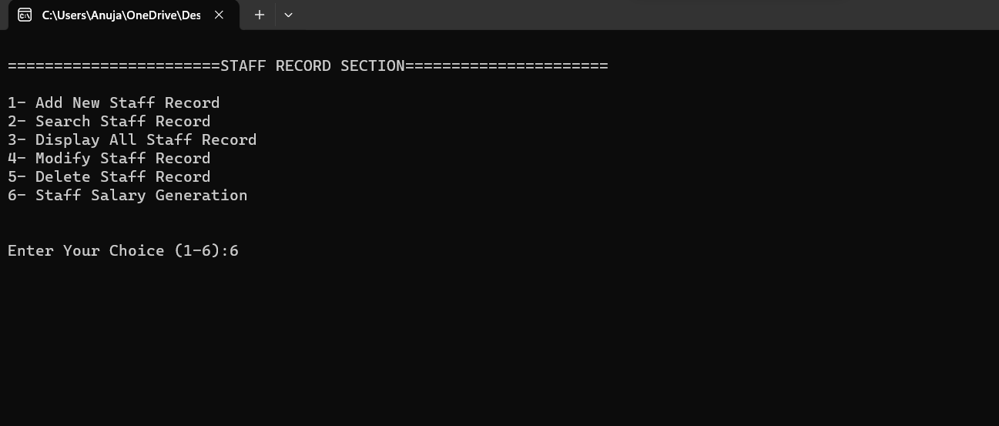 C:\Users\Anuja\OneDrive\Des
=======================STAFF RECORD SECTION======================
1- Add New Staff Record
2- Search Staff Record
3- Display All Staff Record
4- Modify Staff Record
5- Delete Staff Record
6- Staff Salary Generation
Enter Your Choice (1-6):6